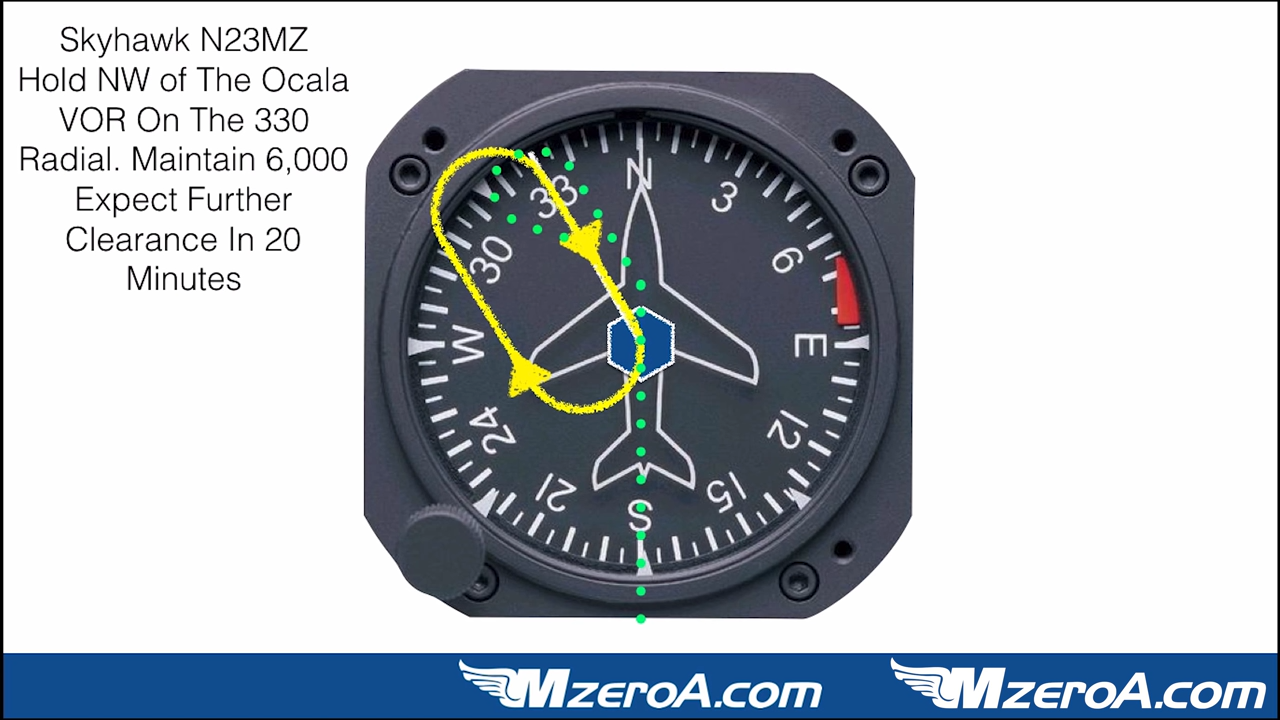 Skyhawk N23MZ
Hold NW of The Ocala
VOR On The 330
Radial. Maintain 6,000
Expect Further
Clearance In 20
Minutes
N
3
6
E
12
15
S
21
24
W
30
33
MzeroA.com
MzeroA.com